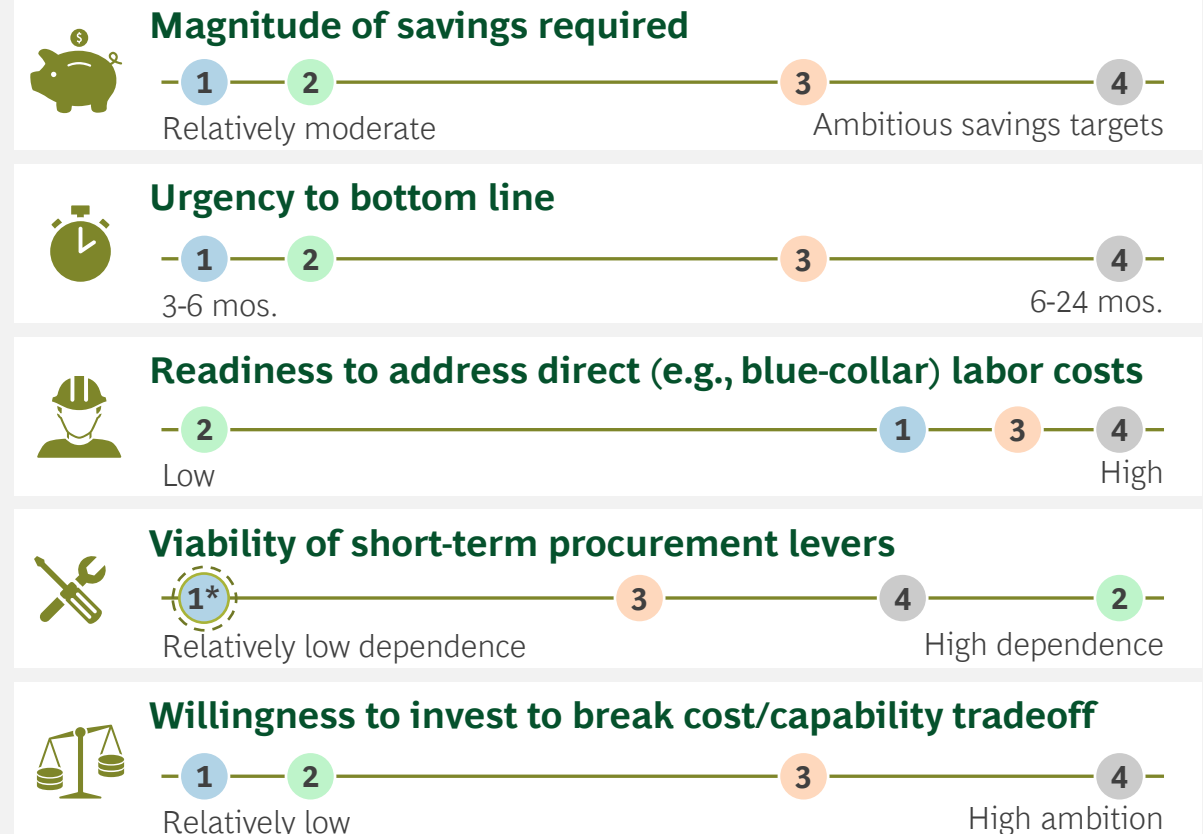 $
Magnitude of savings required
1 2 3 4
Relatively moderate Ambitious savings targets
Urgency to bottom line
1 2 3 4
3-6 mos. 6-24 mos.
Readiness to address direct (e.g., blue-collar) labor costs
2 1 3 4
Low High
Viability of short-term procurement levers
1* 3 4 2
Relatively low dependence High dependence
Willingness to invest to break cost/capability tradeoff
1 2 3 4
Relatively low High ambition